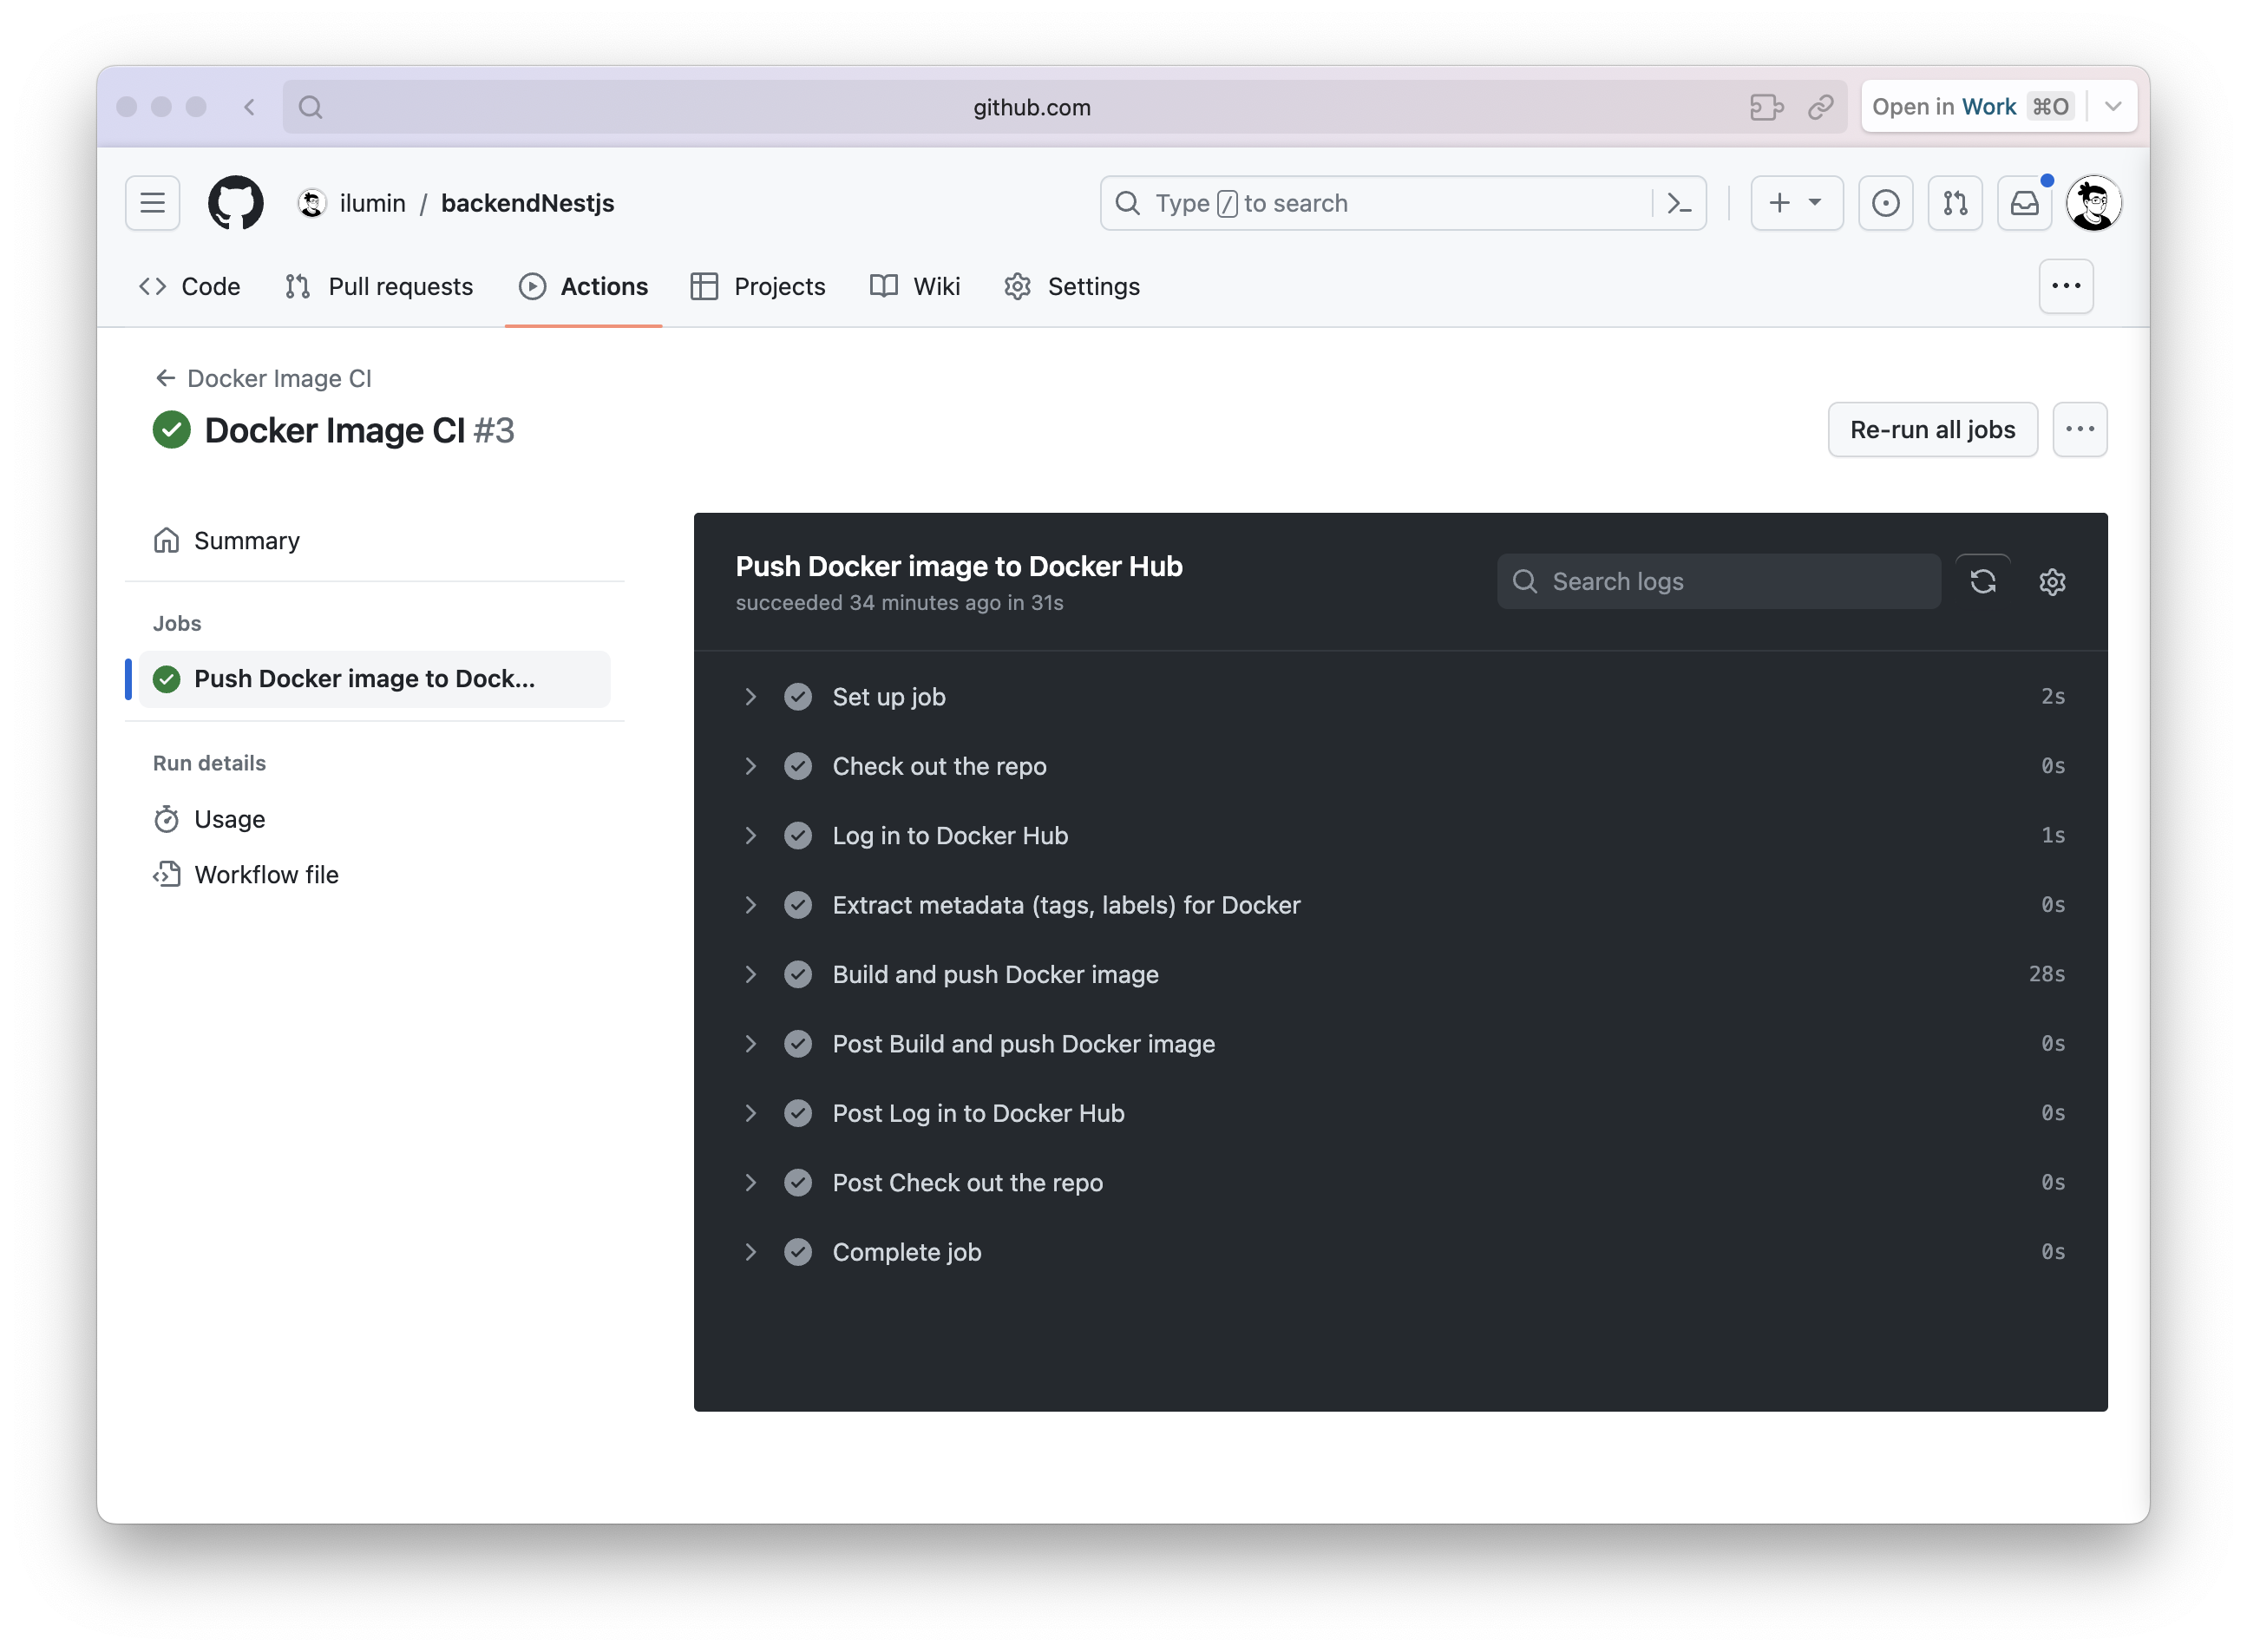 github.com
Open in Work ⌘O
ilumin / backendNestjs
Type / to search
Code Pull requests Actions Projects Wiki Settings
Docker Image CI
Docker Image CI #3
Re-run all jobs
Summary
Jobs
Push Docker image to Dock...
Run details
Usage
Workflow file
Push Docker image to Docker Hub
succeeded 34 minutes ago in 31s
Search logs
Set up job 2s
Check out the repo 0s
Log in to Docker Hub 1s
Extract metadata (tags, labels) for Docker 0s
Build and push Docker image 28s
Post Build and push Docker image 0s
Post Log in to Docker Hub 0s
Post Check out the repo 0s
Complete job 0s